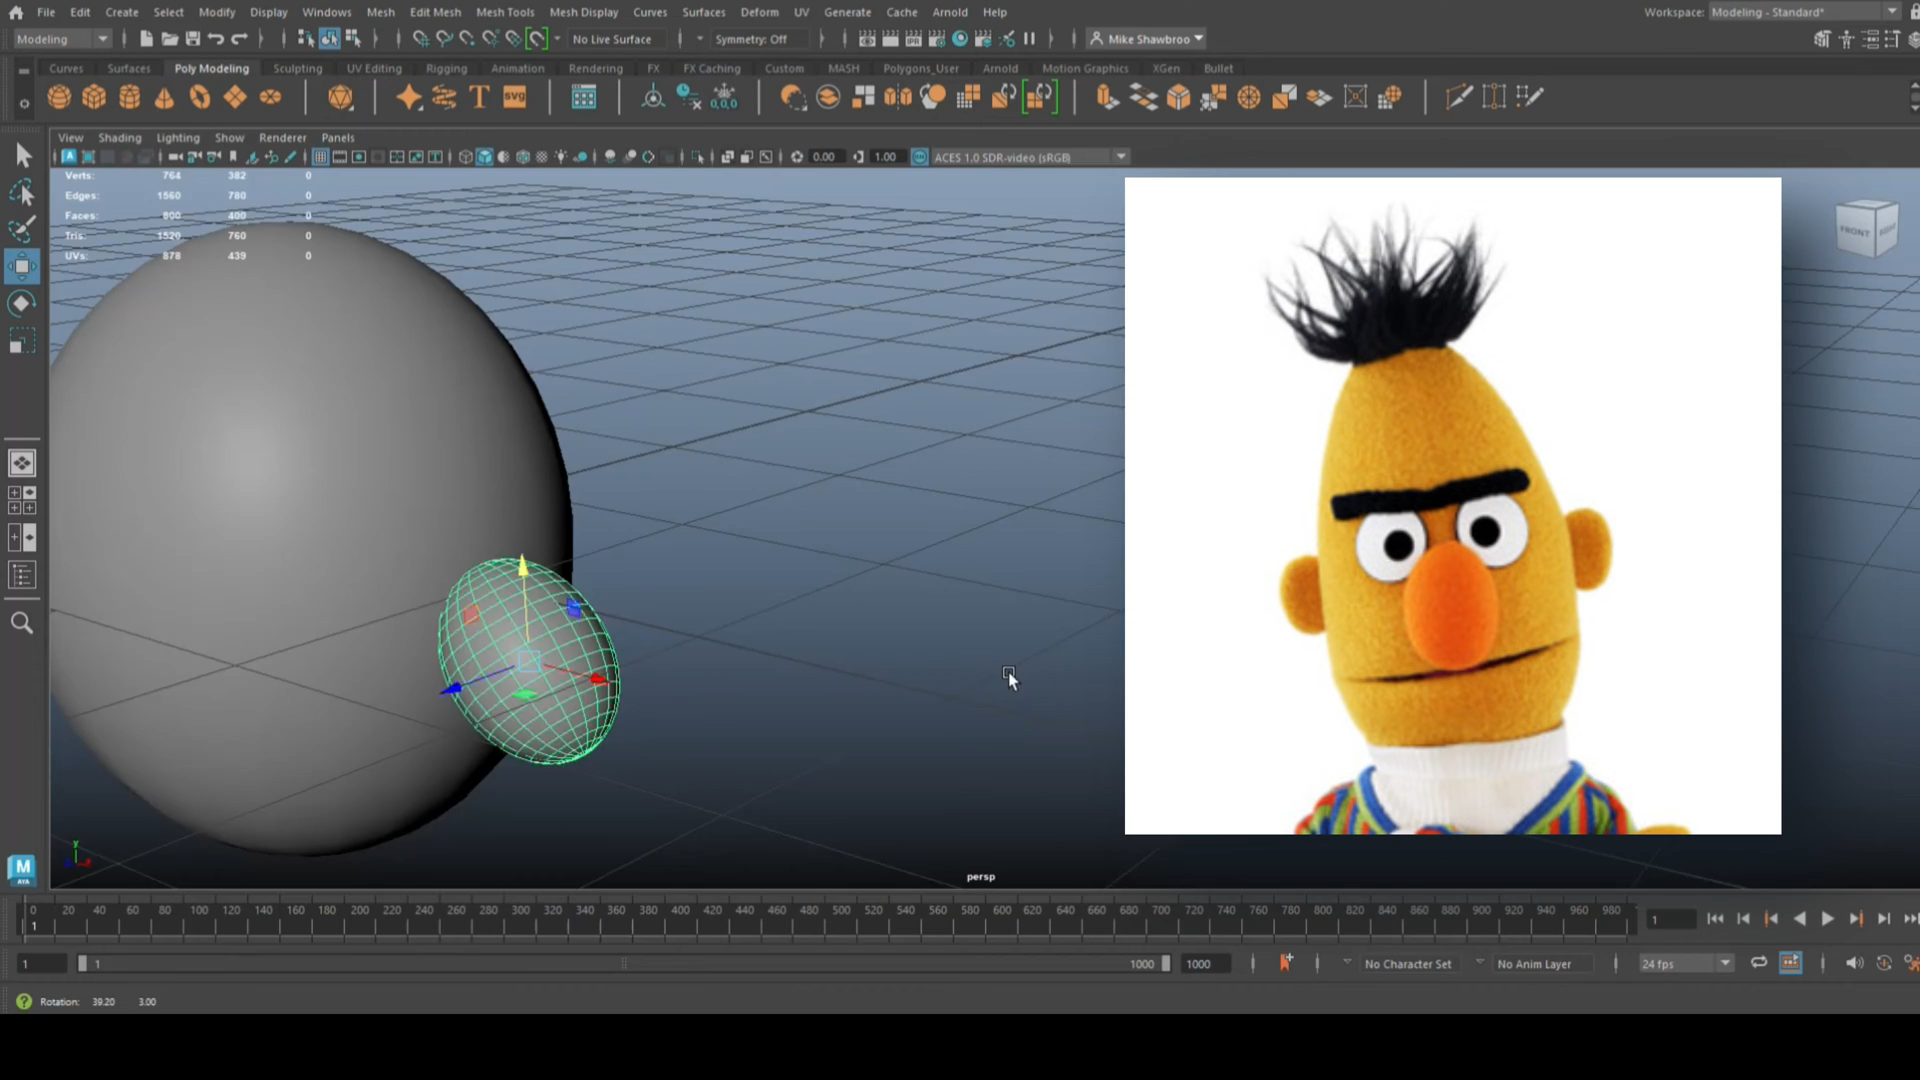 File Edit Create Select Modify Display Windows Mesh Edit Mesh Mesh Tools Mesh Display Curves Surfaces Deform UV Generate Cache Arnold Help Workspace: Modeling - Standard*
Modeling No Live Surface Symmetry: Off Mike Shawbroo
Curves Surfaces Poly Modeling Sculpting UV Editing Rigging Animation Rendering FX FX Caching Custom MASH Polygons_User Arnold Motion Graphics XGen Bullet
T svg 0,0,0
View Shading Lighting Show Renderer Panels
0.00 1.00 ACES 1.0 SDR-video (sRGB)
Verts: 764 382 0
Edges: 1560 780 0
Faces: 800 400 0
Tris: 1520 760 0
UVs: 878 439 0
FRONT RIGHT
y
M
persp
0 20 40 60 80 100 120 140 160 180 200 220 240 260 280 300 320 340 360 380 400 420 440 460 480 500 520 540 560 580 600 620 640 660 680 700 720 740 760 780 800 820 840 860 880 900 920 940 960 980
1 1
1 1 1000 1000 No Character Set No Anim Layer 24 fps
Rotation: 39.20 3.00